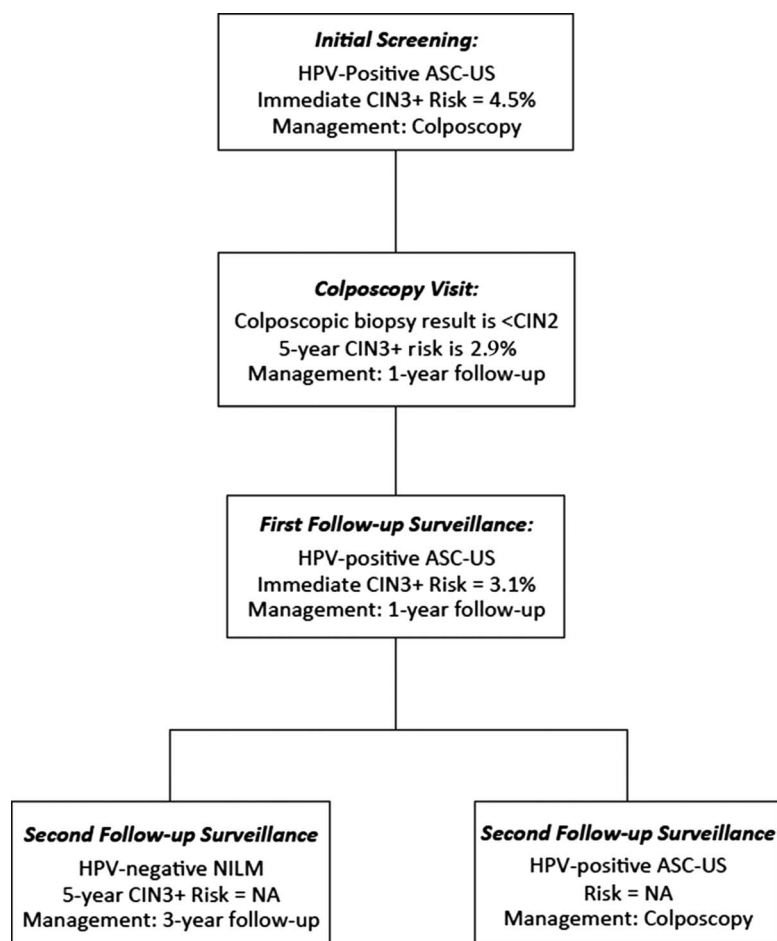 Initial Screening:
HPV-Positive ASC-US
Immediate CIN3+ Risk = 4.5%
Management: Colposcopy
Colposcopy Visit:
Colposcopic biopsy result is <CIN2
5-year CIN3+ risk is 2.9%
Management: 1-year follow-up
First Follow-up Surveillance:
HPV-positive ASC-US
Immediate CIN3+ Risk = 3.1%
Management: 1-year follow-up
Second Follow-up Surveillance
HPV-negative NILM
5-year CIN3+ Risk = NA
Management: 3-year follow-up
Second Follow-up Surveillance
HPV-positive ASC-US
Risk = NA
Management: Colposcopy